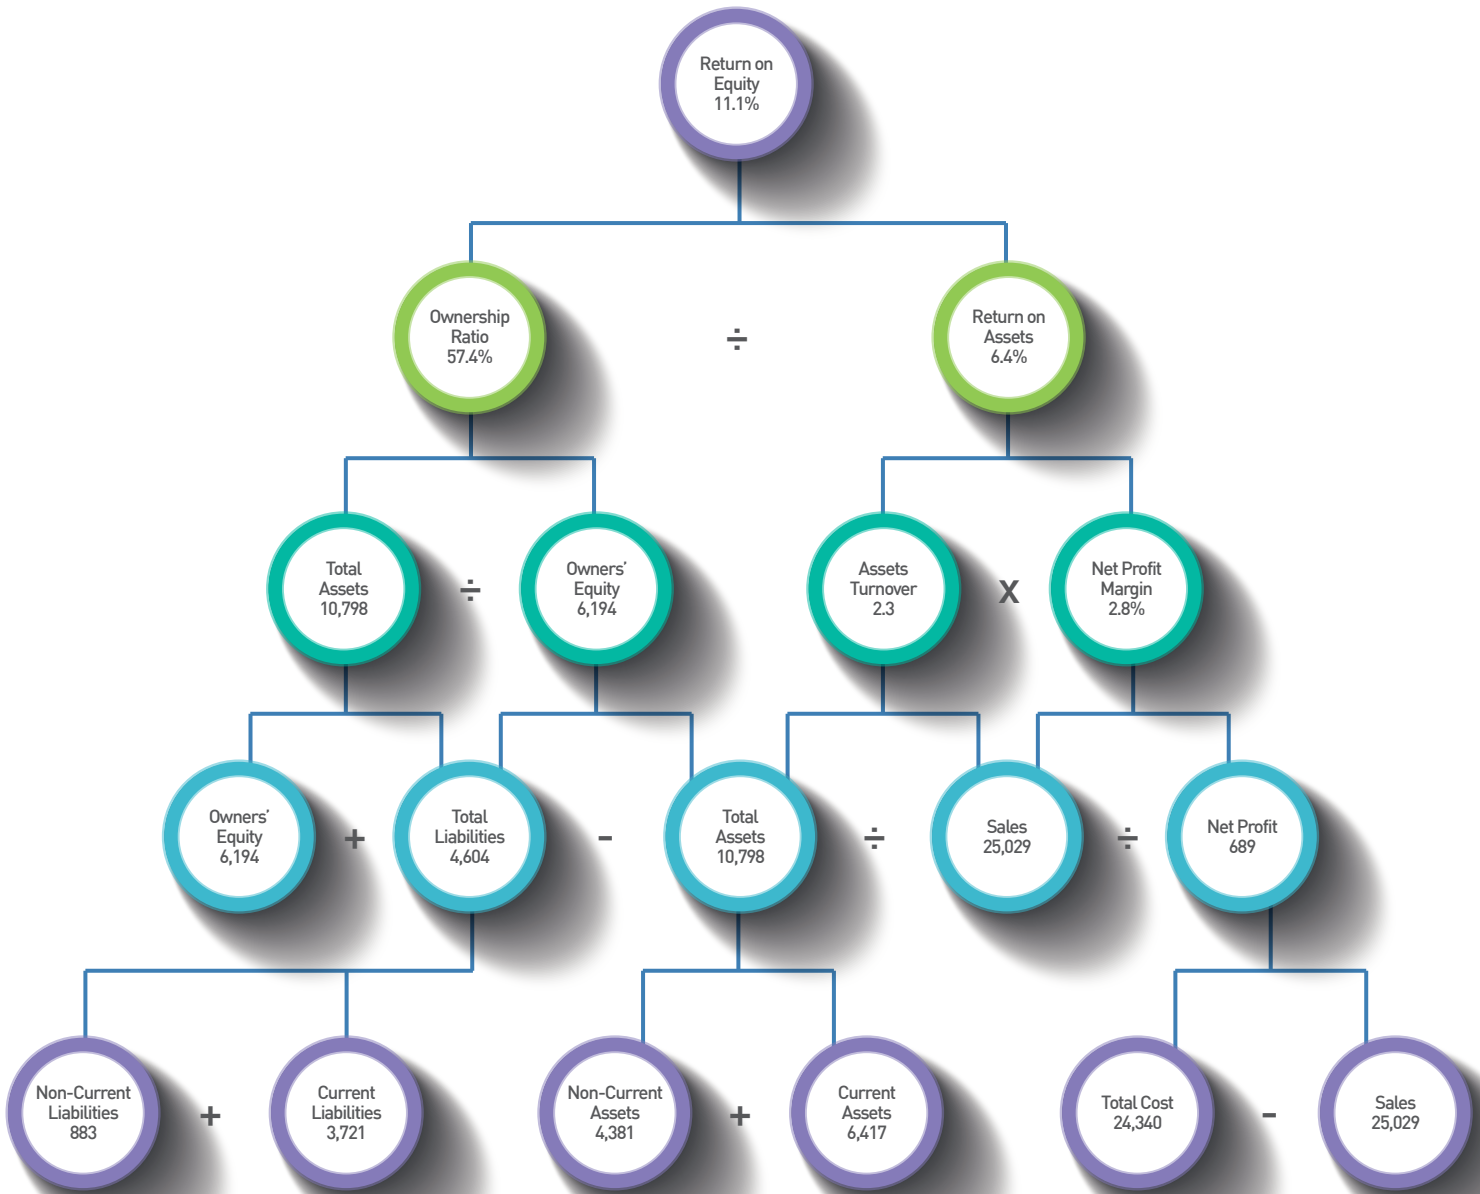 Return on
Equity
11.1%
Ownership
Ratio
57.4%
÷
Return on
Assets
6.4%
Total
Assets
10,798
÷
Owners'
Equity
6,194
Assets
Turnover
2.3
X
Net Profit
Margin
2.8%
Owners'
Equity
6,194
+
Total
Liabilities
4,604
-
Total
Assets
10,798
÷
Sales
25,029
÷
Net Profit
689
Non-Current
Liabilities
883
+
Current
Liabilities
3,721
Non-Current
Assets
4,381
+
Current
Assets
6,417
Total Cost
24,340
-
Sales
25,029